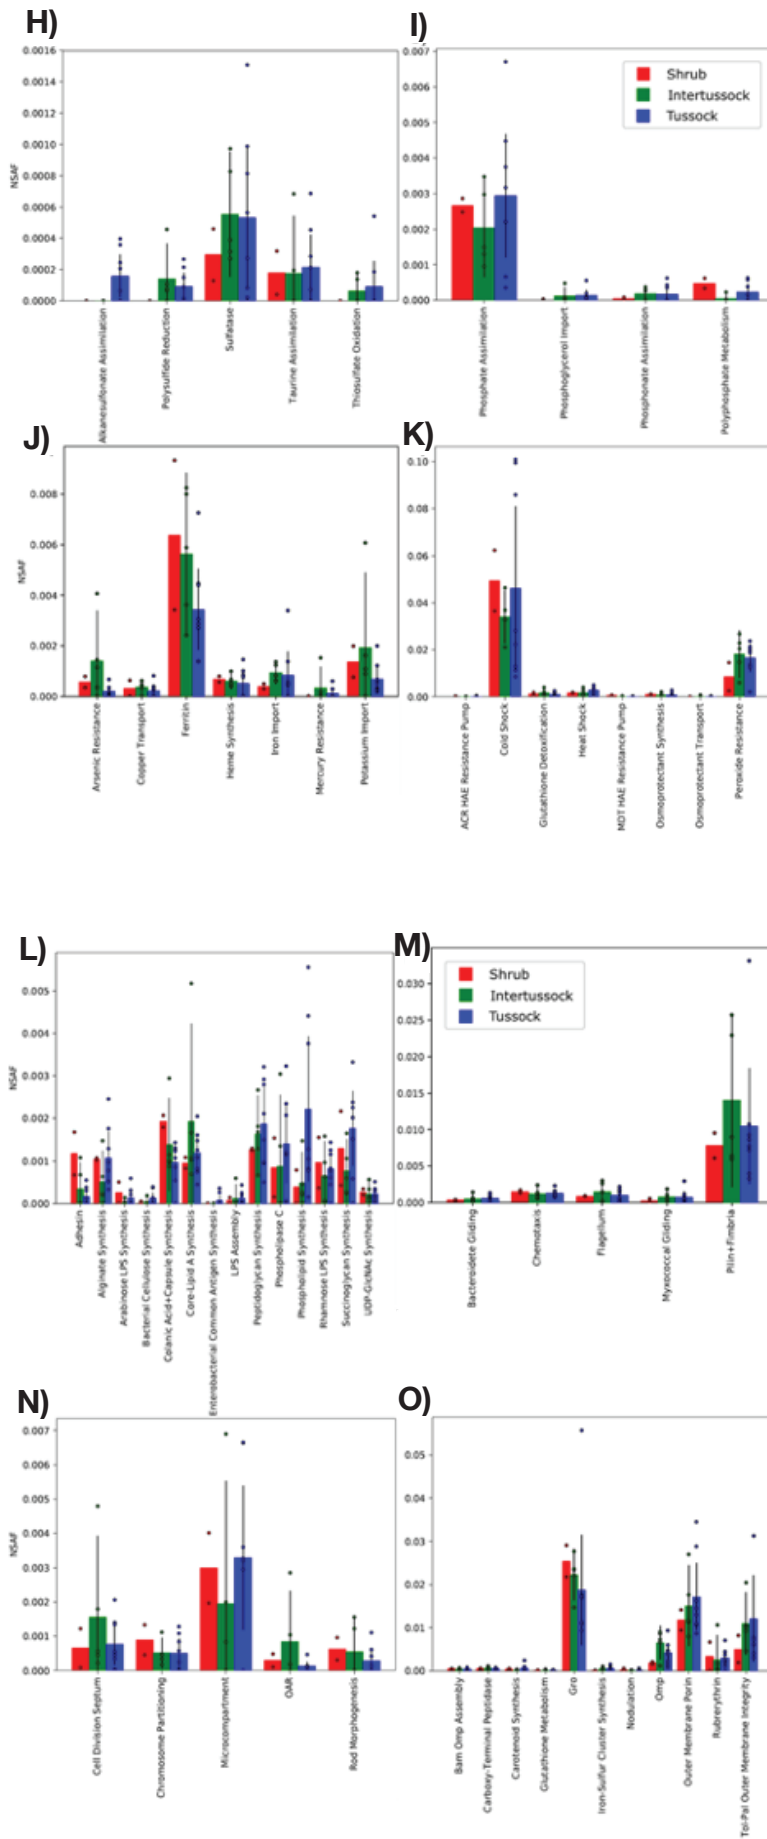 H)
0.0016
0.0014
0.0012
0.0010
0.0008
0.0006
0.0004
0.0002
0.0000
NSAF
Alkanesulfonate Assimilation
Polysulfide Reduction
Sulfatase
Taurine Assimilation
Thiosulfate Oxidation
I)
0.007
0.005
0.004
0.003
0.002
0.001
0.000
Shrub
Intertussock
Tussock
Phosphate Assimilation
Phosphoglycerol Import
Phosphonate Assimilation
Polyphosphate Metabolism
J)
0.008
0.006
0.004
0.002
0.000
NSAF
Arsenic Resistance
Copper Transport
Ferritin
Heme Synthesis
Iron Import
Mercury Resistance
Potassium Import
K)
0.10
0.06
0.04
0.02
0.00
ACR HAE Resistance Pump
Cold Shock
Glutathione Detoxification
Heat Shock
MDT HAE Resistance Pump
Osmoprotectant Synthesis
Osmoprotectant Transport
Peroxide Resistance
L)
0.005
0.004
0.003
0.002
0.001
0.000
NSAF
Adhesin
Alginate Synthesis
Arabinose LPS Synthesis
Bacterial Cellulose Synthesis
Colanic Acid+Capsule Synthesis
Core-Lipid A Synthesis
Enterobacterial Common Antigen Synthesis
LPS Assembly
Peptidoglycan Synthesis
Phospholipase C
Phospholipid Synthesis
Rhamnose LPS Synthesis
Succinoglycan Synthesis
UDP-GlcNAc Synthesis
M)
0.030
0.025
0.020
0.015
0.010
0.005
0.000
Shrub
Intertussock
Tussock
Bacteroidete Gliding
Chemotaxis
Flagellum
Myxococcal Gliding
Pilin+Fimbria
N)
0.007
0.006
0.005
0.004
0.003
0.002
0.001
0.000
NSAF
Cell Division Septum
Chromosome Partitioning
Microcompartment
OAR
Rod Morphogenesis
O)
0.05
0.03
0.02
0.01
0.00
Bam Omp Assembly
Carboxy-Terminal Peptidase
Carotenoid Synthesis
Glutathione Metabolism
Gro
Iron-Sulfur Cluster Synthesis
Nodulation
Omp
Outer Membrane Porin
Rubrerythrin
Tol-Pal Outer Membrane Integrity